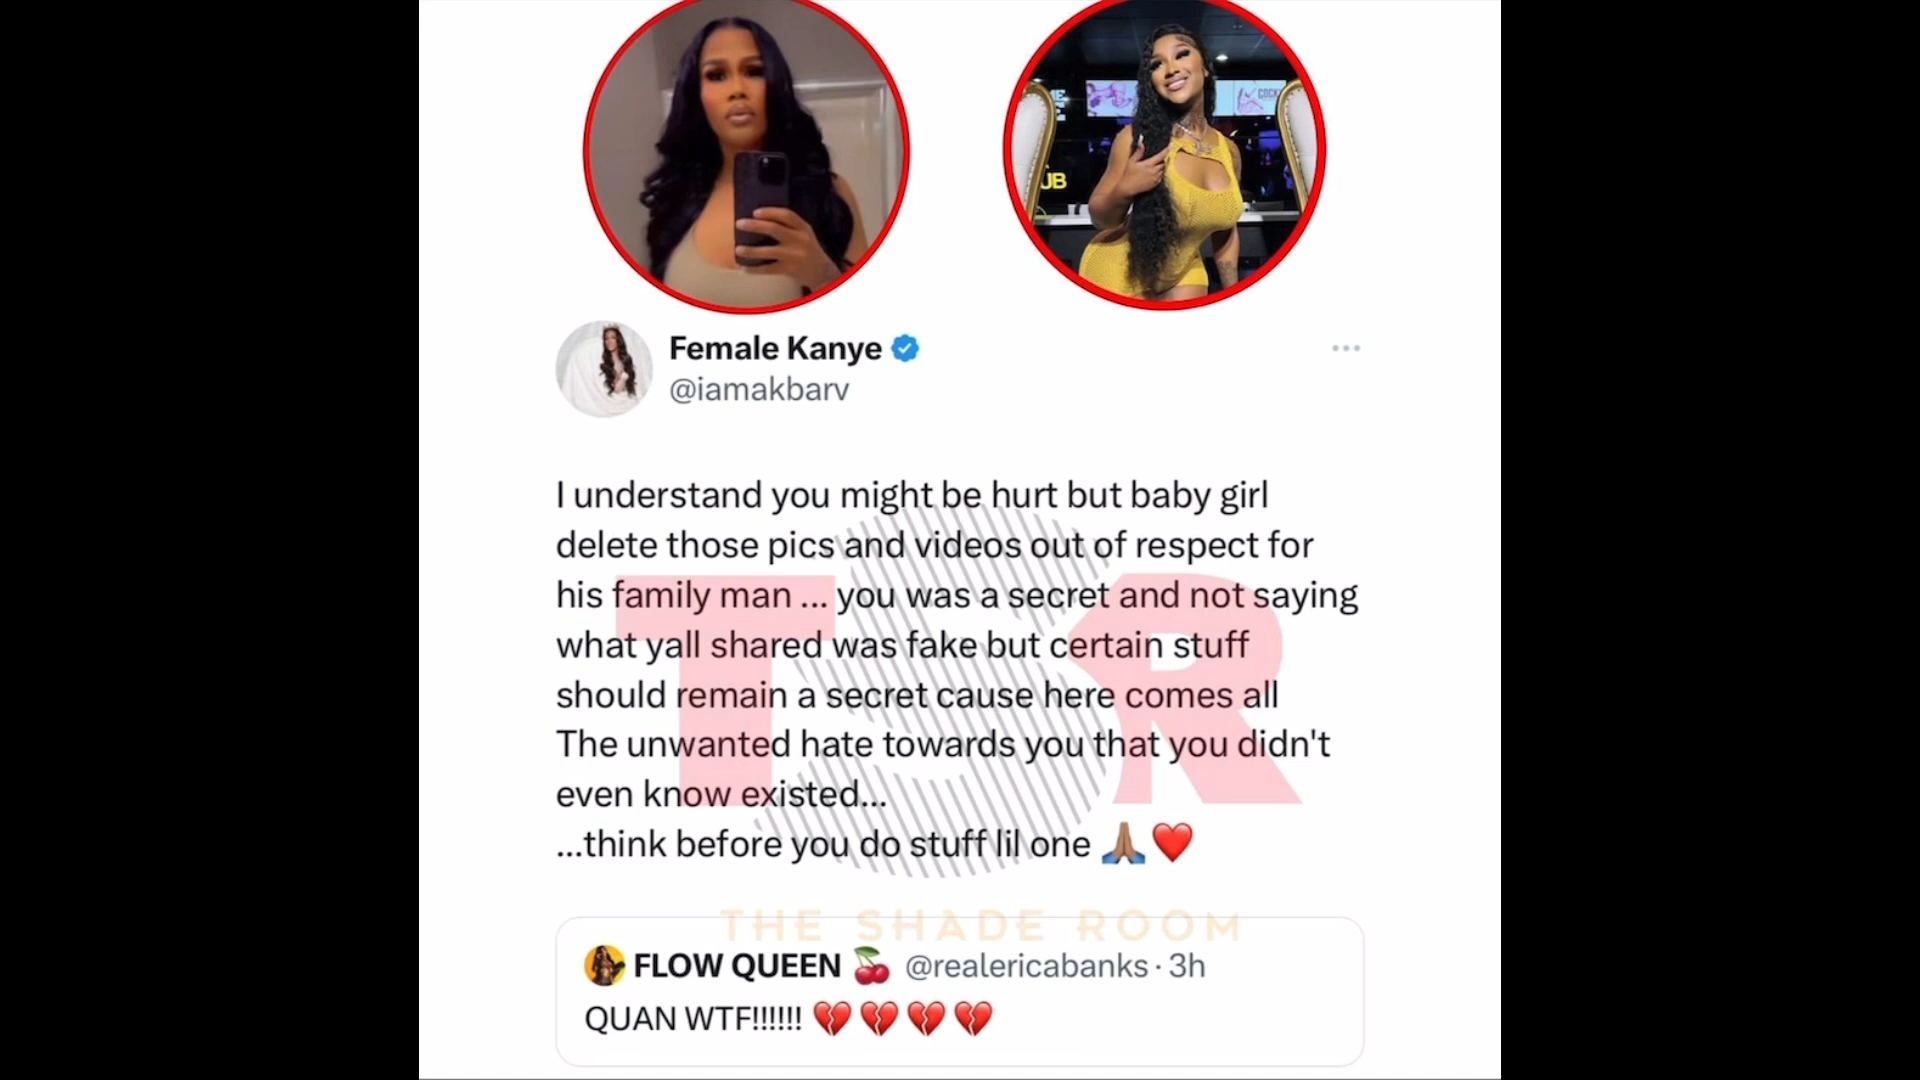 UB
COCK
Female Kanye
@iamakbarv
I understand you might be hurt but baby girl
delete those pics and videos out of respect for
his family man ... you was a secret and not saying
what yall shared was fake but certain stuff
should remain a secret cause here comes all
The unwanted hate towards you that you didn't
even know existed...
...think before you do stuff lil one 🙏🏽❤️
TSR
THE SHADE ROOM
FLOW QUEEN 🍒 @realericabanks · 3h
QUAN WTF!!!!!! 💔💔💔💔